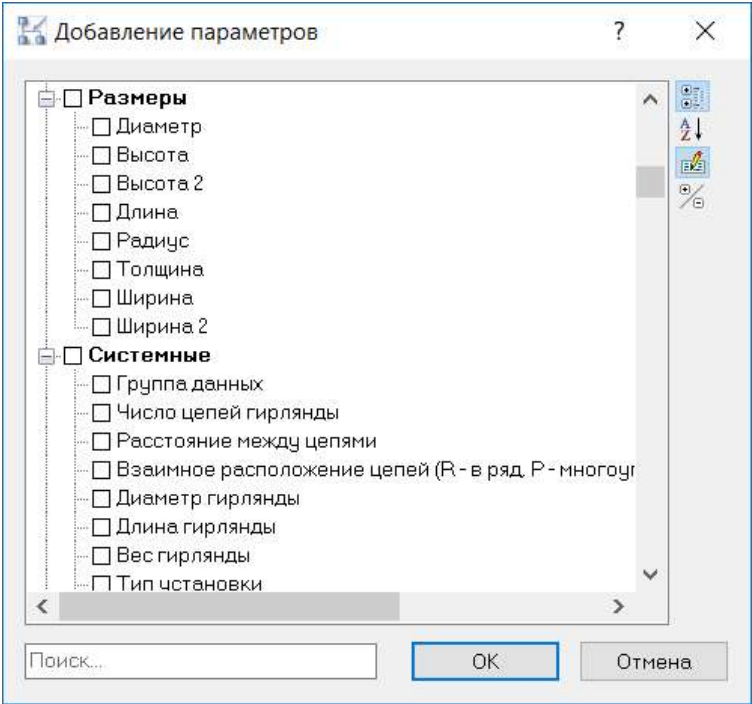 Добавление параметров
?
Размеры
Диаметр
Высота
Высота 2
Длина
Радиус
Толщина
Ширина
Ширина 2
Системные
Группа данных
Число цепей гирлянды
Расстояние между цепями
Взаимное расположение цепей (R - в ряд, P - многоуг
Диаметр гирлянды
Длина гирлянды
Вес гирлянды
Тип установки
Поиск...
OK
Отмена